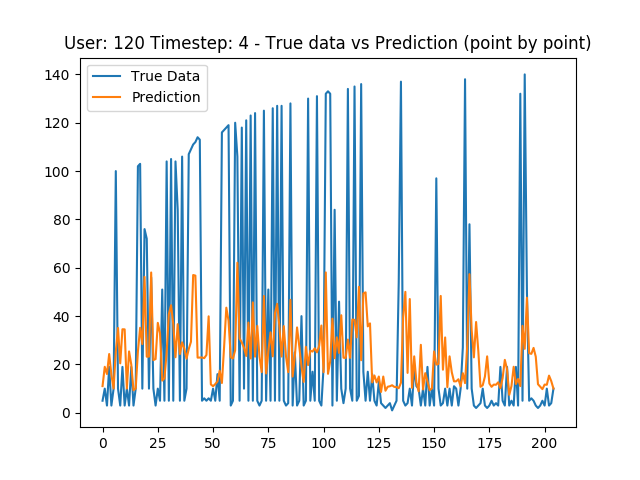 User: 120 Timestep: 4 - True data vs Prediction (point by point)
True Data
Prediction
140
120
100
80
60
40
20
0
0 25 50 75 100 125 150 175 200